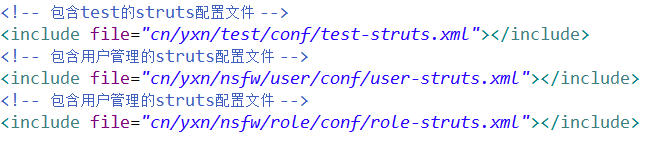 <!-- 包含test的struts配置文件 -->
<include file="cn/yxn/test/conf/test-struts.xml"></include>
<!-- 包含用户管理的struts配置文件 -->
<include file="cn/yxn/nsfw/user/conf/user-struts.xml"></include>
<!-- 包含用户管理的struts配置文件 -->
<include file="cn/yxn/nsfw/role/conf/role-struts.xml"></include>